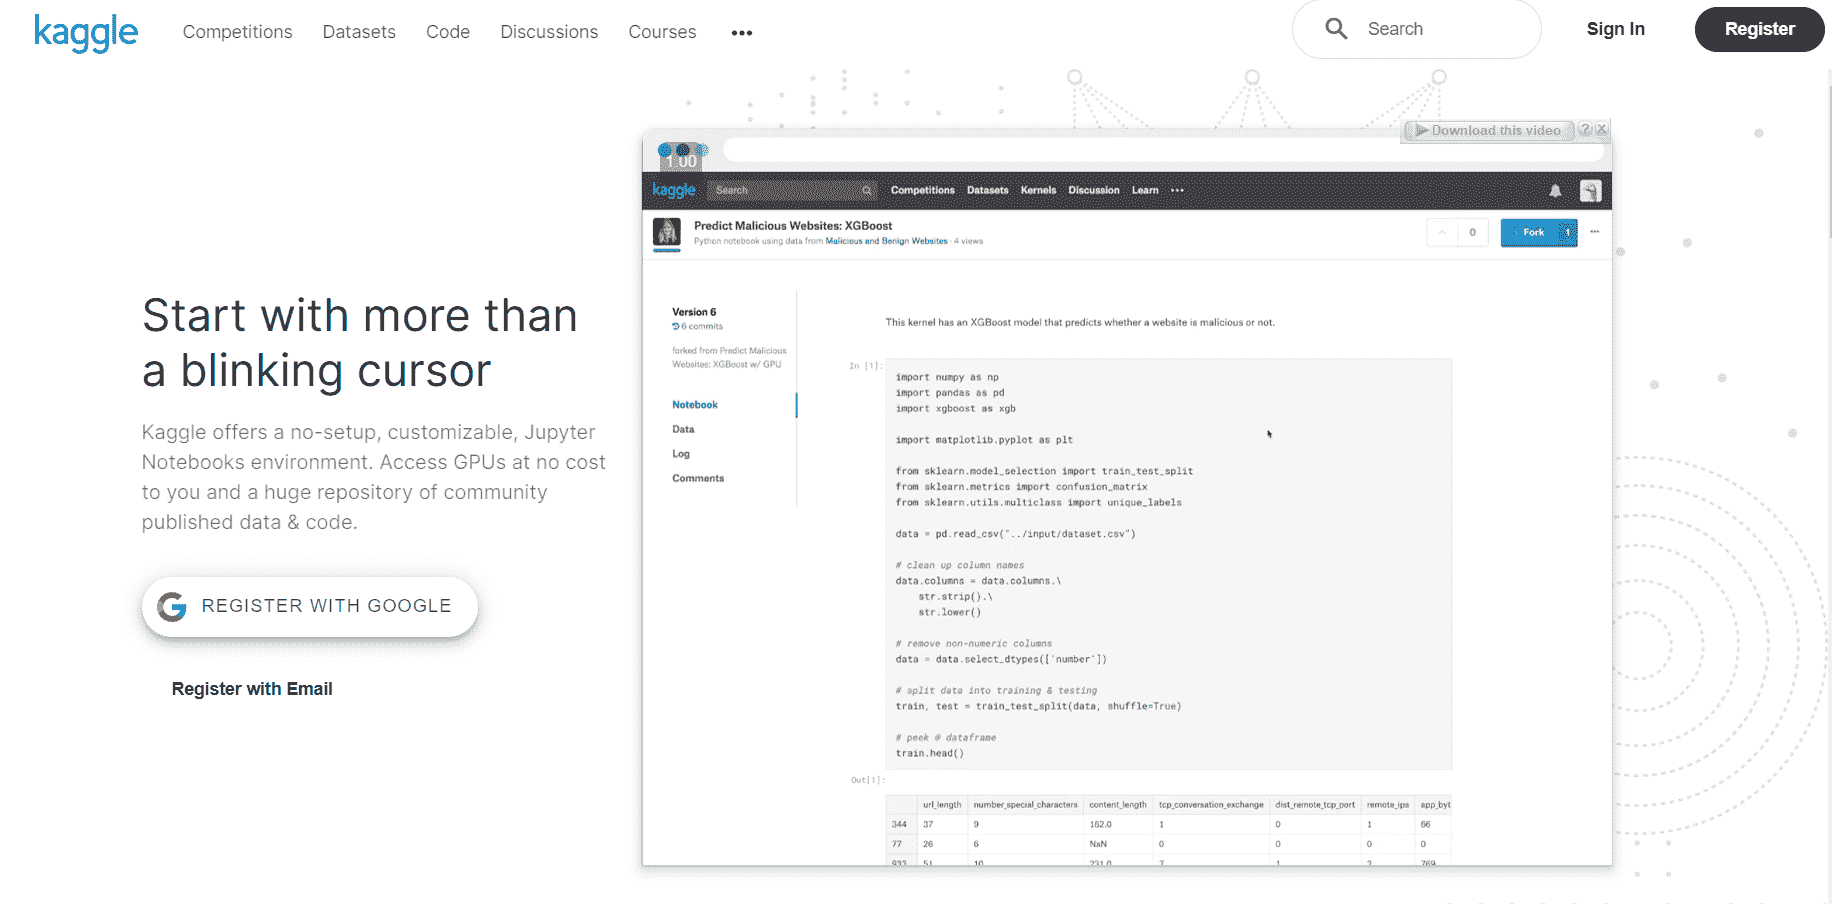 kaggle Competitions Datasets Code Discussions Courses ••• Search Sign In Register
Start with more than
a blinking cursor
Kaggle offers a no-setup, customizable, Jupyter
Notebooks environment. Access GPUs at no cost
to you and a huge repository of community
published data & code.
REGISTER WITH GOOGLE
Register with Email
Download this video ? X
1.00
kaggle Search Competitions Datasets Kernels Discussion Learn •••
Predict Malicious Websites: XGBoost
Python notebook using data from Malicious and Benign Websites · 4 views
0 Fork 1
Version 6
6 commits
forked from Predict Malicious
Websites: XGBoost w/ GPU
Notebook
Data
Log
Comments
This kernel has an XGBoost model that predicts whether a website is malicious or not.
In [1]:
import numpy as np
import pandas as pd
import xgboost as xgb
import matplotlib.pyplot as plt
from sklearn.model_selection import train_test_split
from sklearn.metrics import confusion_matrix
from sklearn.utils.multiclass import unique_labels
data = pd.read_csv("../input/dataset.csv")
# clean up column names
data.columns = data.columns.\
str.strip().\
str.lower()
# remove non-numeric columns
data = data.select_dtypes(['number'])
# split data into training & testing
train, test = train_test_split(data, shuffle=True)
# peek @ dataframe
train.head()
Out[1]:
url_length number_special_characters content_length tcp_conversation_exchange dist_remote_tcp_port remote_ips app_byt
344 37 9 162.0 1 0 1 66
77 26 6 NaN 0 0 0 0
933 51 10 231.0 7 1 2 769